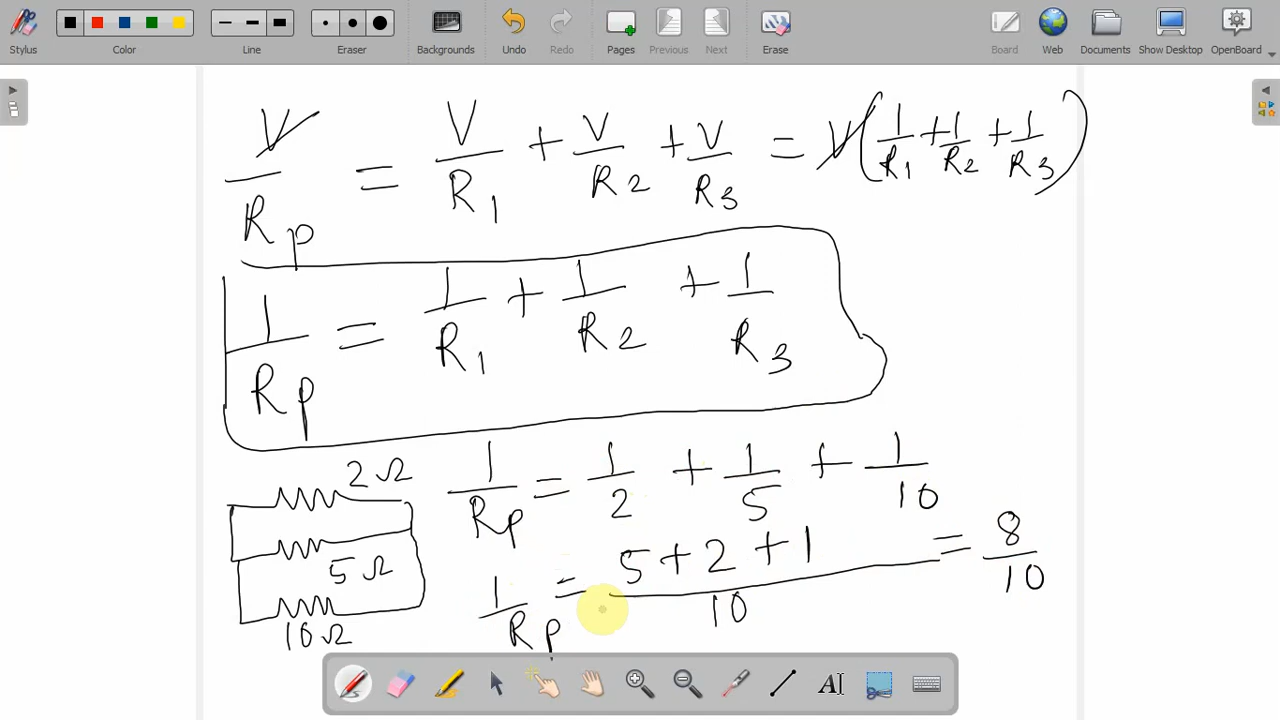 Stylus Color Line Eraser Backgrounds Undo Redo Pages Previous Next Erase Board Web Documents Show Desktop OpenBoard
V/Rp = V/R1 + V/R2 + V/R3 = V(1/R1 + 1/R2 + 1/R3)
1/Rp = 1/R1 + 1/R2 + 1/R3
2Ω
5Ω
10Ω
1/Rp = 1/2 + 1/5 + 1/10
1/Rp = 5+2+1/10 = 8/10
AI